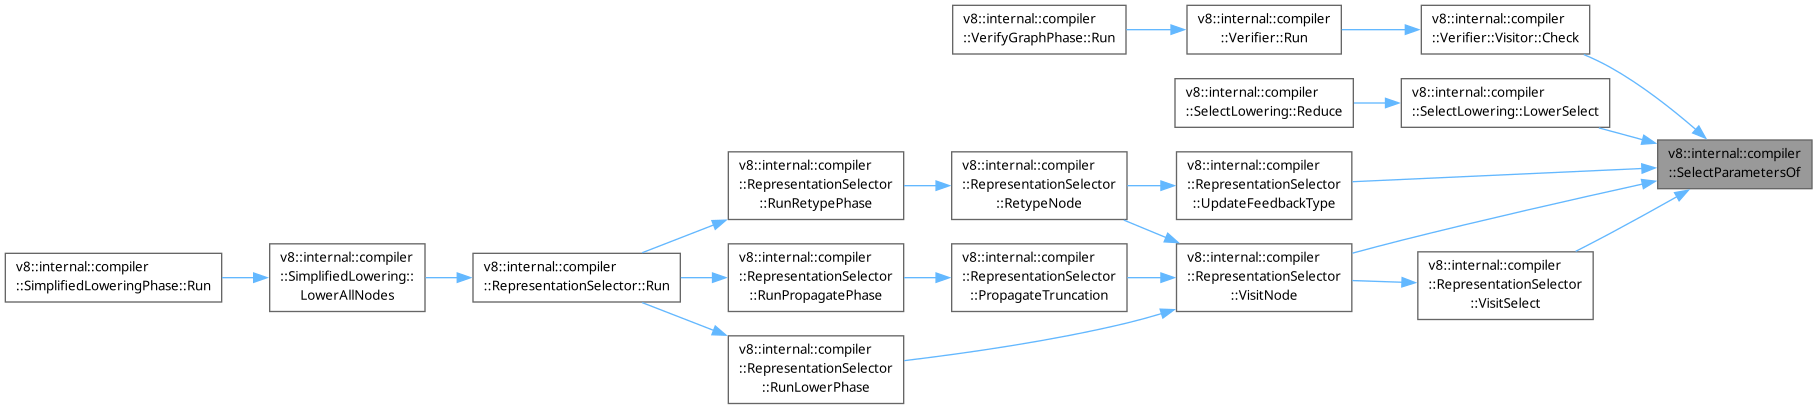 v8::internal::compiler
::VerifyGraphPhase::Run
v8::internal::compiler
::Verifier::Run
v8::internal::compiler
::Verifier::Visitor::Check
v8::internal::compiler
::SelectLowering::Reduce
v8::internal::compiler
::SelectLowering::LowerSelect
v8::internal::compiler
::SelectParametersOf
v8::internal::compiler
::RepresentationSelector
::RunRetypePhase
v8::internal::compiler
::RepresentationSelector
::RetypeNode
v8::internal::compiler
::RepresentationSelector
::UpdateFeedbackType
v8::internal::compiler
::SimplifiedLoweringPhase::Run
v8::internal::compiler
::SimplifiedLowering::
LowerAllNodes
v8::internal::compiler
::RepresentationSelector::Run
v8::internal::compiler
::RepresentationSelector
::RunPropagatePhase
v8::internal::compiler
::RepresentationSelector
::PropagateTruncation
v8::internal::compiler
::RepresentationSelector
::VisitNode
v8::internal::compiler
::RepresentationSelector
::VisitSelect
v8::internal::compiler
::RepresentationSelector
::RunLowerPhase